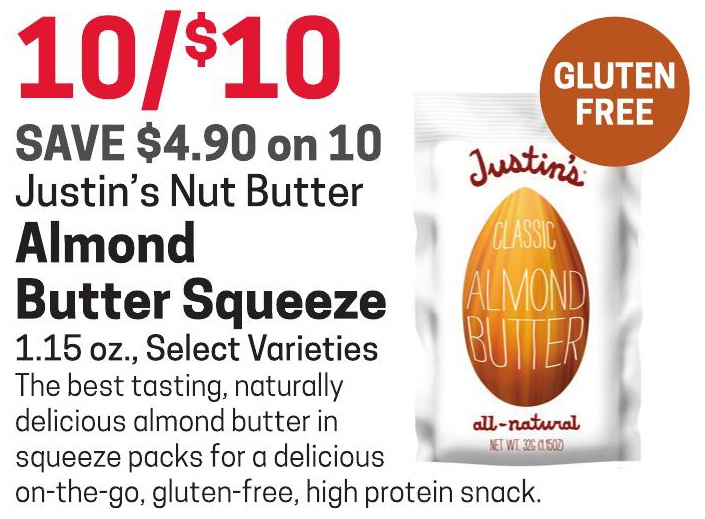 10/$10
SAVE $4.90 on 10
Justin's Nut Butter
Almond
Butter Squeeze
1.15 oz., Select Varieties
The best tasting, naturally
delicious almond butter in
squeeze packs for a delicious
on-the-go, gluten-free, high protein snack.
GLUTEN
FREE
Justin's
CLASSIC
ALMOND
BUTTER
all-natural
NET WT. 32G (1.15OZ)